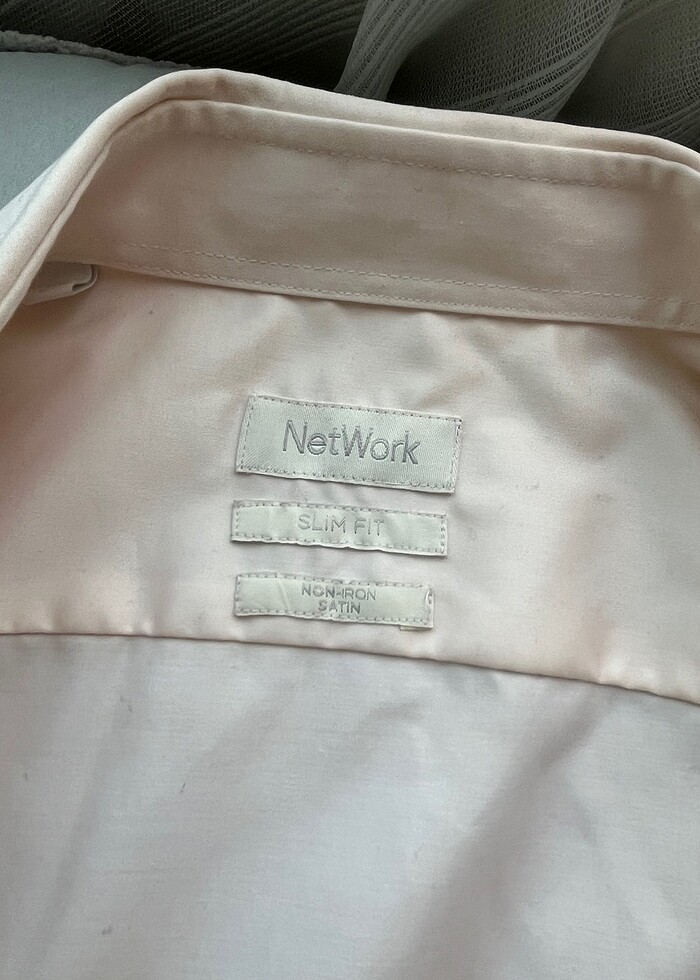 NetWork
SLIM FIT
NON-IRON
SATIN